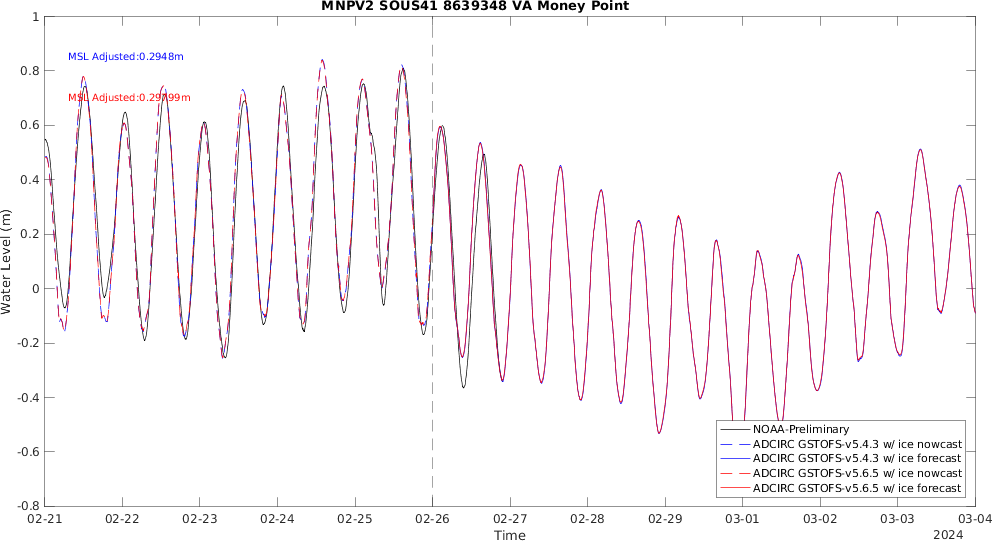 MNPV2 SOUS41 8639348 VA Money Point
1
0.8
0.6
0.4
0.2
0
-0.2
-0.4
-0.6
-0.8
Water Level (m)
MSL Adjusted:0.2948m
NOAA-Preliminary
ADCIRC GSTOFS-v5.4.3 w/ ice nowcast
ADCIRC GSTOFS-v5.4.3 w/ ice forecast
ADCIRC GSTOFS-v5.6.5 w/ ice nowcast
ADCIRC GSTOFS-v5.6.5 w/ ice forecast
02-21 02-22 02-23 02-24 02-25 02-26 02-27 02-28 02-29 03-01 03-02 03-03 03-04
Time
2024